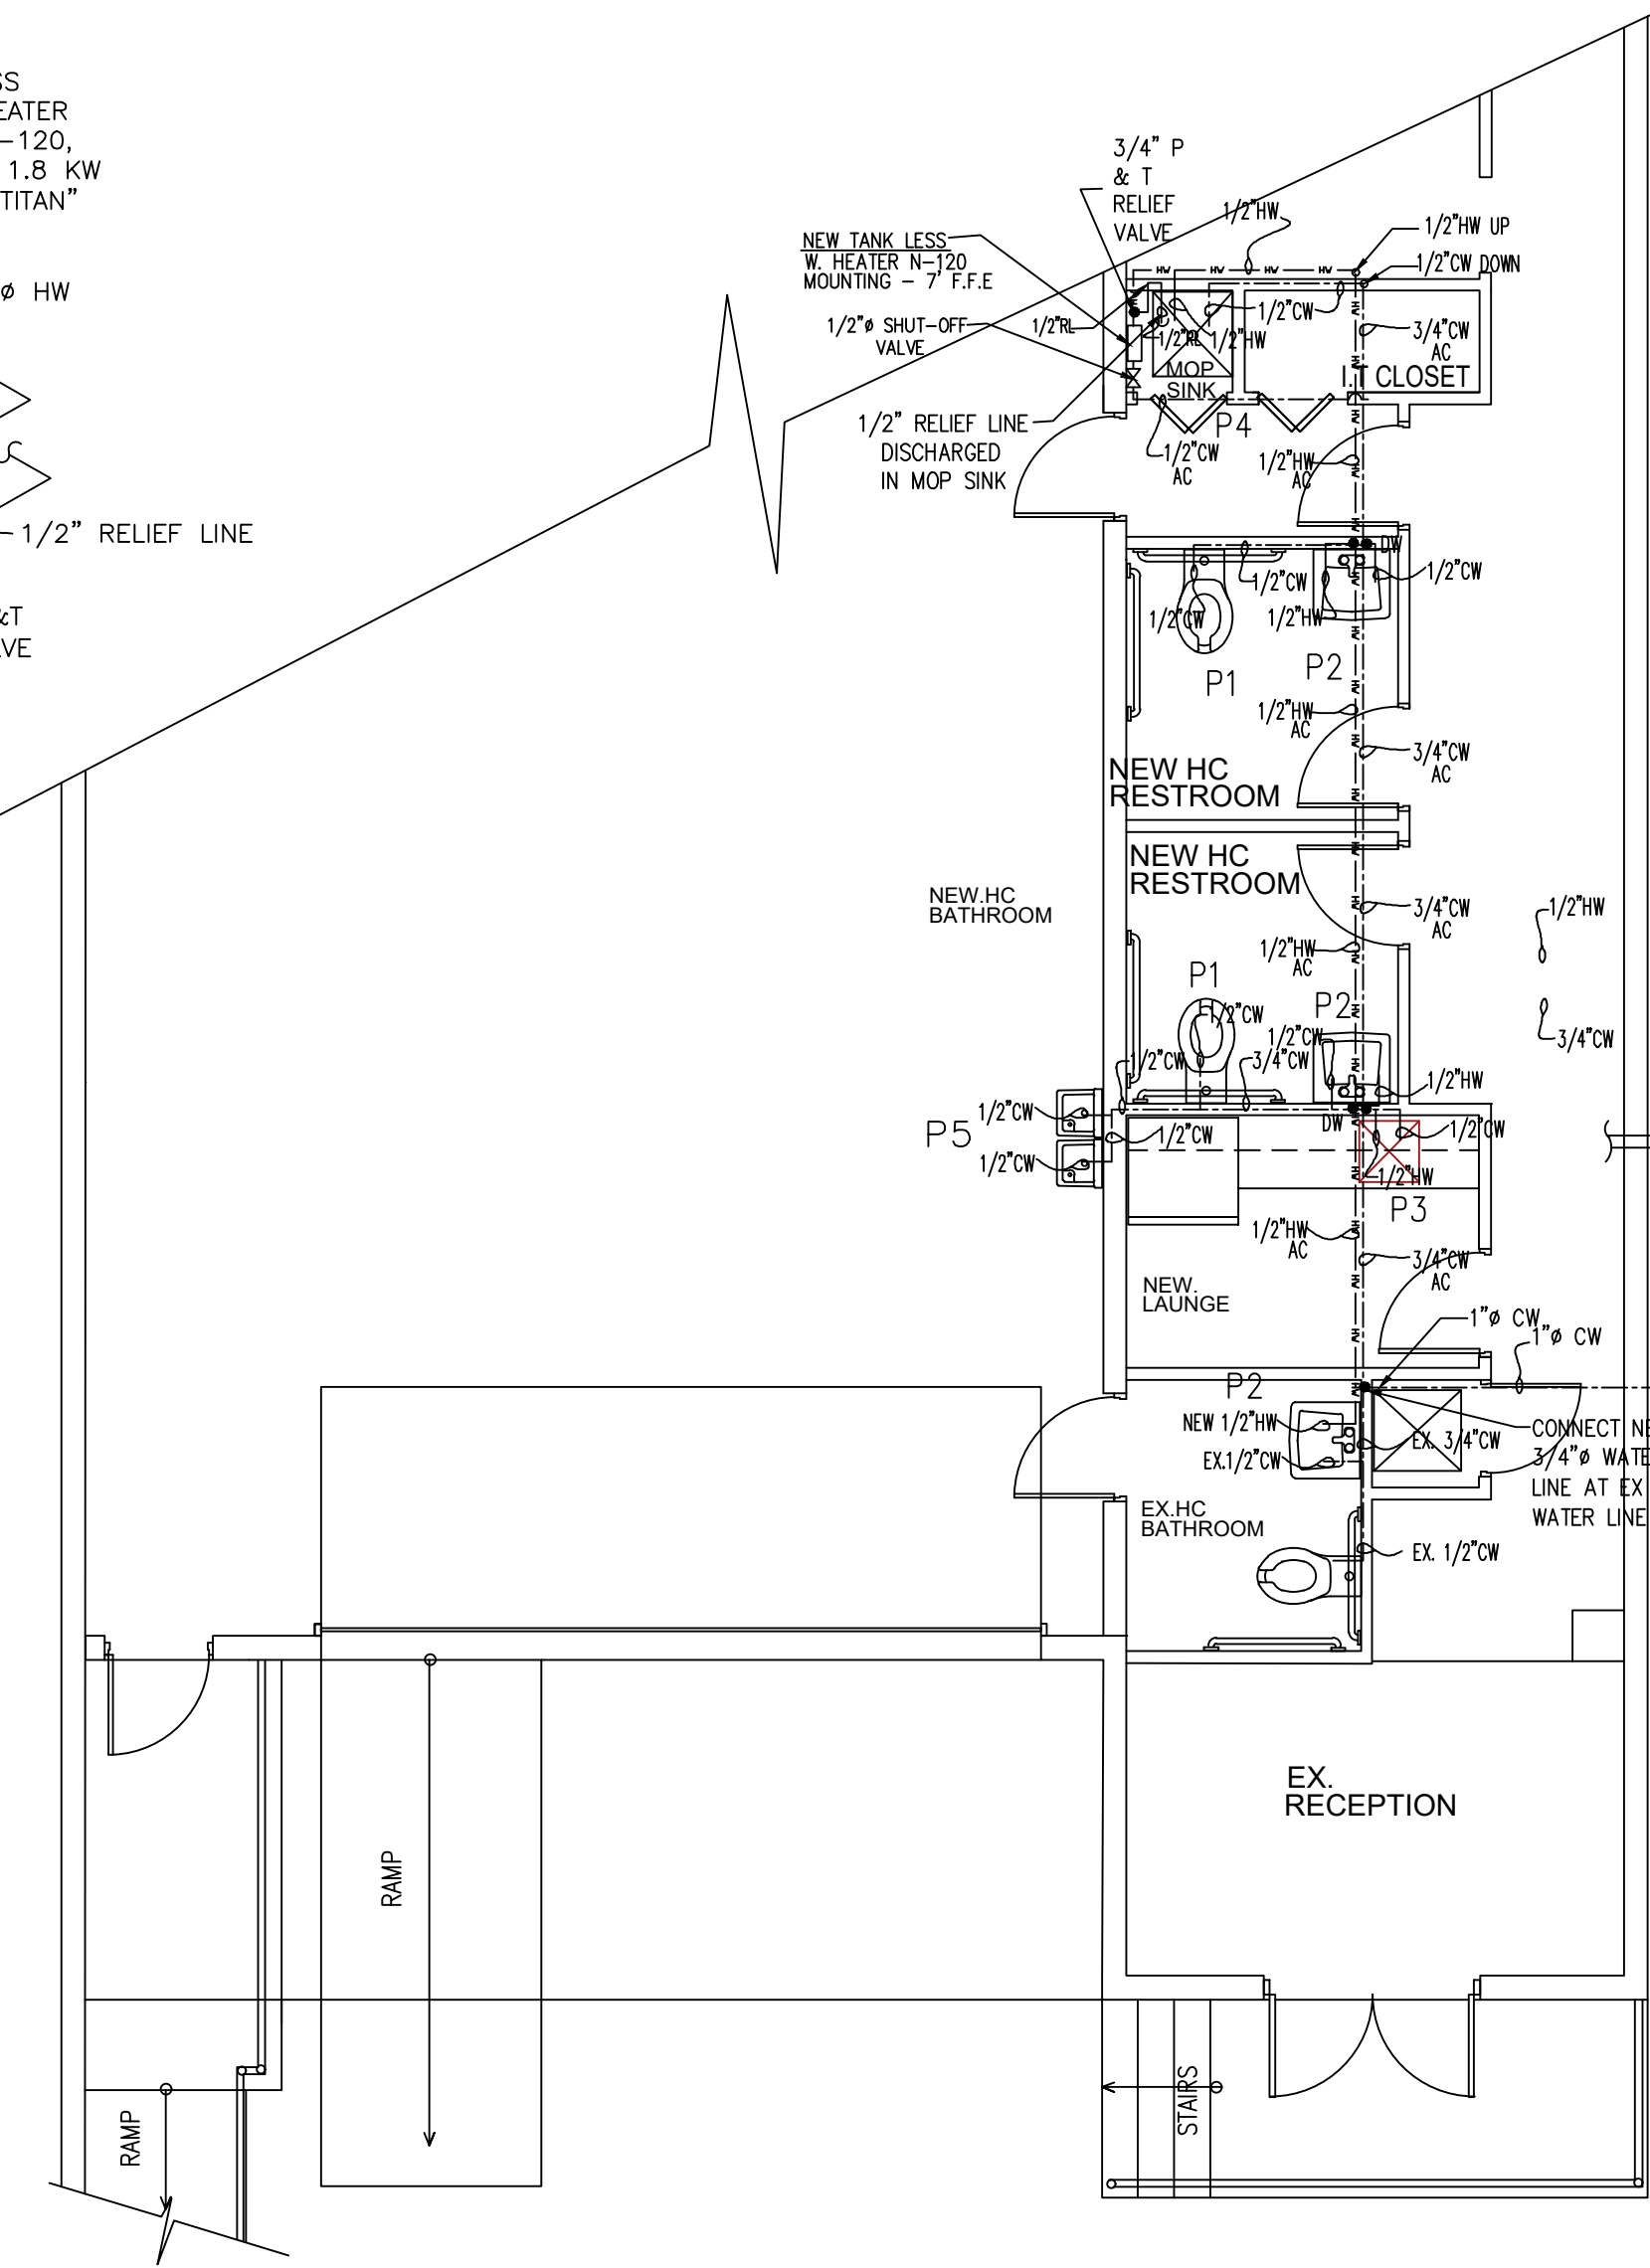 SS
EATER
-120,
1.8 KW
TITAN"
ø HW
1/2" RELIEF LINE
&T
VE
3/4" P
& T
RELIEF
VALVE
1/2"HW
1/2"HW UP
1/2"CW DOWN
NEW TANK LESS
W. HEATER N-120
MOUNTING - 7' F.F.E
1/2"ø SHUT-OFF
VALVE
1/2"RL
1/2"RL
1/2"HW
1/2"CW
3/4"CW
AC
MOP
SINK
I.T CLOSET
P4
1/2" RELIEF LINE
DISCHARGED
IN MOP SINK
1/2"CW
AC
1/2"HW
AC
DW
1/2"CW
1/2"CW
1/2"CW
1/2"HW
P1
P2
1/2"HW
AC
3/4"CW
AC
NEW HC
RESTROOM
NEW HC
RESTROOM
NEW.HC
BATHROOM
3/4"CW
AC
1/2"HW
1/2"HW
AC
P1
P2
1/2"CW
1/2"CW
3/4"CW
1/2"CW
3/4"CW
1/2"HW
1/2"CW
P5
1/2"CW
DW
1/2"CW
1/2"CW
1/2"HW
P3
1/2"HW
AC
3/4"CW
AC
NEW.
LAUNGE
1"ø CW
1"ø CW
P2
NEW 1/2"HW
EX. 3/4"CW
EX.1/2"CW
CONNECT NE
3/4"ø WATE
LINE AT EX
WATER LINE
EX.HC
BATHROOM
EX. 1/2"CW
EX.
RECEPTION
RAMP
RAMP
STAIRS
HW HW HW HW